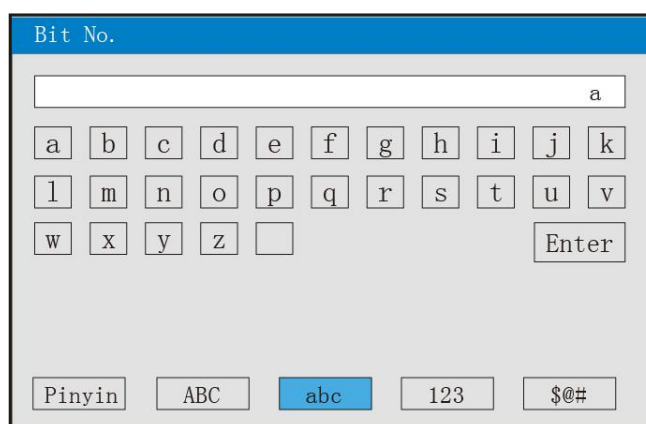 Bit No.
a
a b c d e f g h i j k
l m n o p q r s t u v
w x y z Enter
Pinyin ABC abc 123 $@#